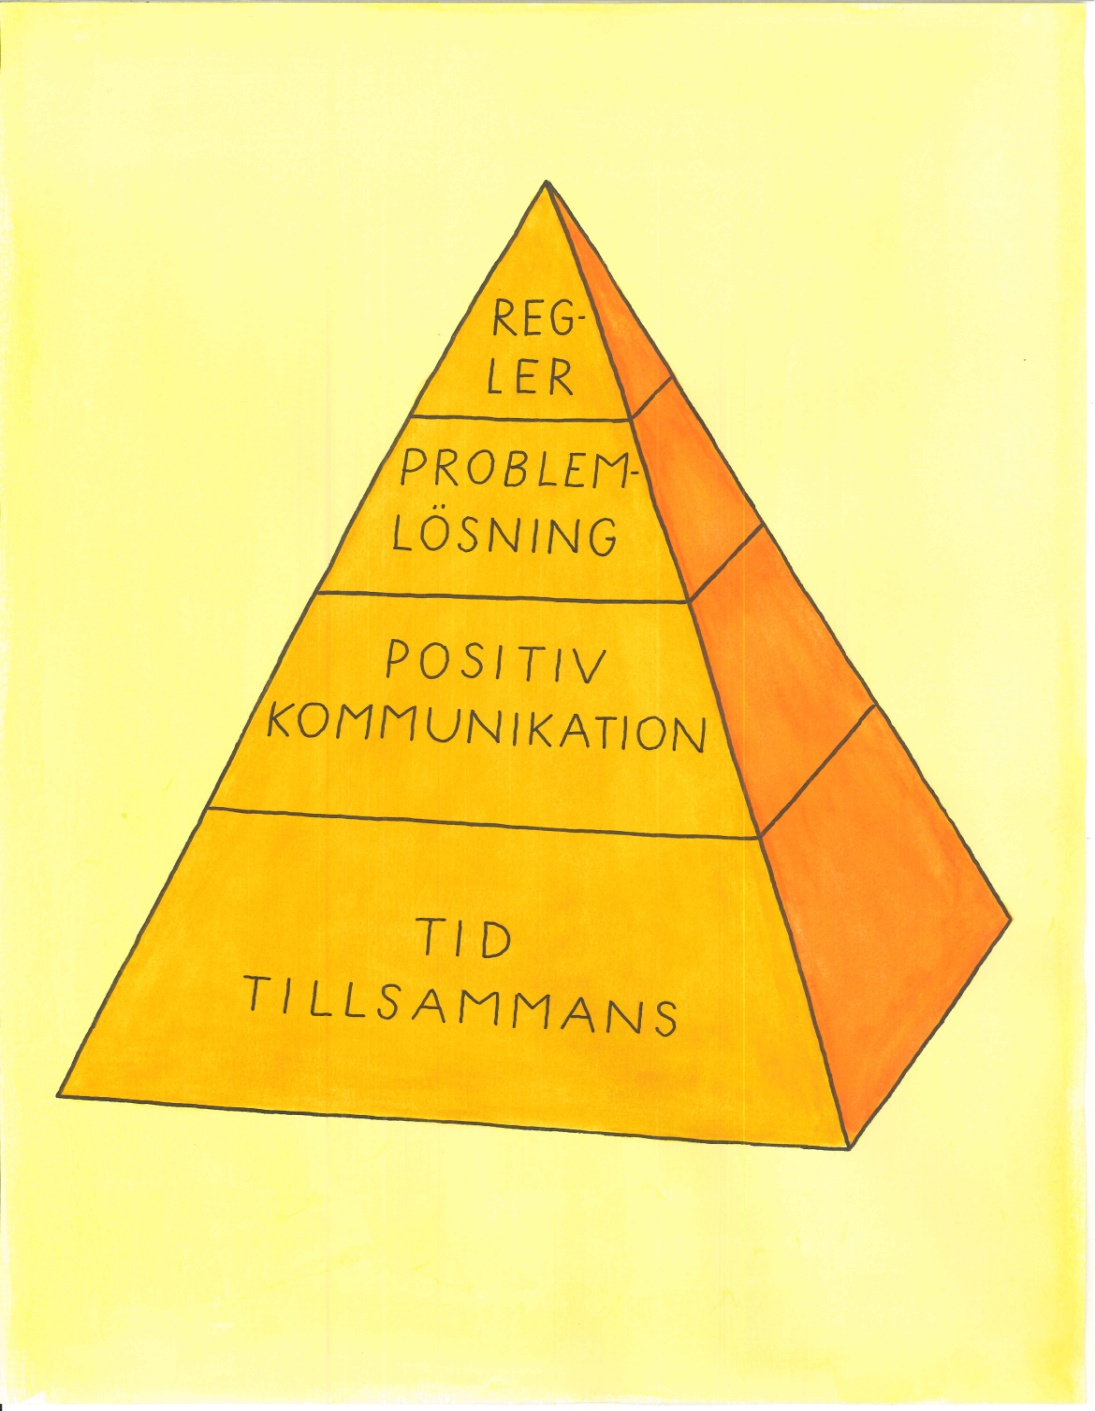 REG-
LER
PROBLEM-
LÖSNING
POSITIV
KOMMUNIKATION
TID
TILLSAMMANS